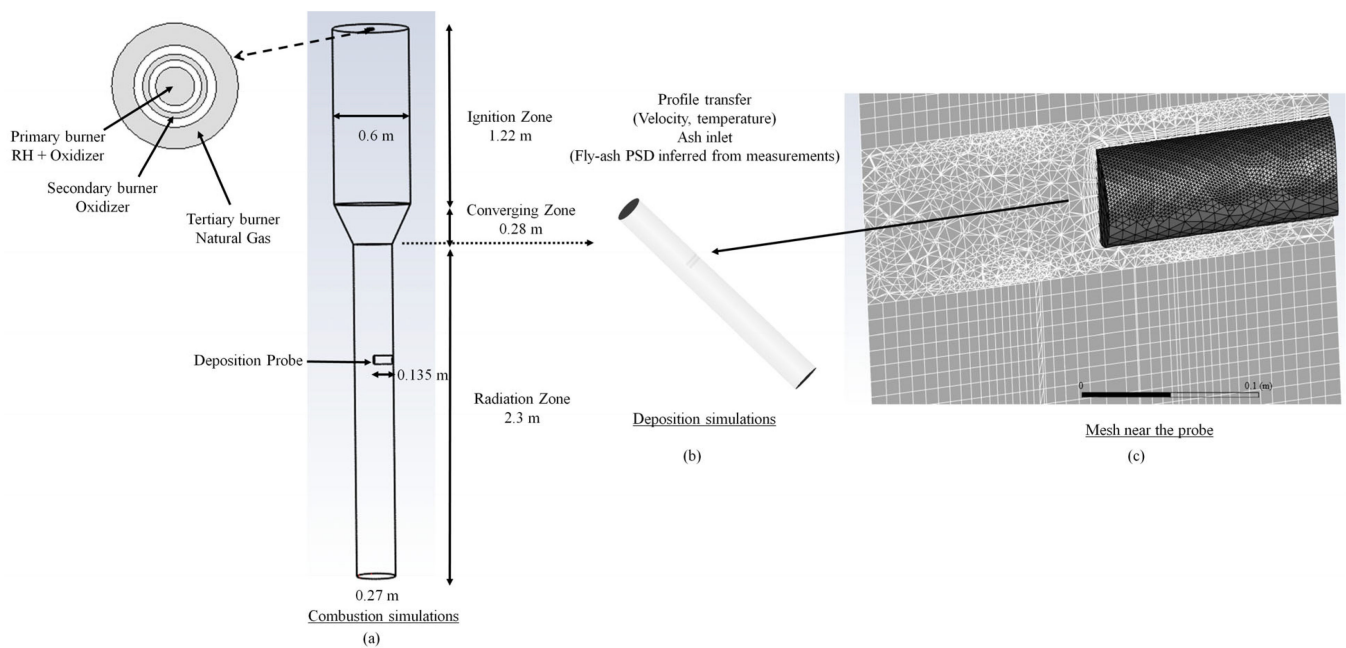 Primary burner
RH + Oxidizer
Secondary burner
Oxidizer
Tertiary burner
Natural Gas
0.6 m
Ignition Zone
1.22 m
Converging Zone
0.28 m
Deposition Probe
0.135 m
Radiation Zone
2.3 m
0.27 m
Combustion simulations
(a)
Profile transfer
(Velocity, temperature)
Ash inlet
(Fly-ash PSD inferred from measurements)
Deposition simulations
(b)
0
0.1 (m)
Mesh near the probe
(c)